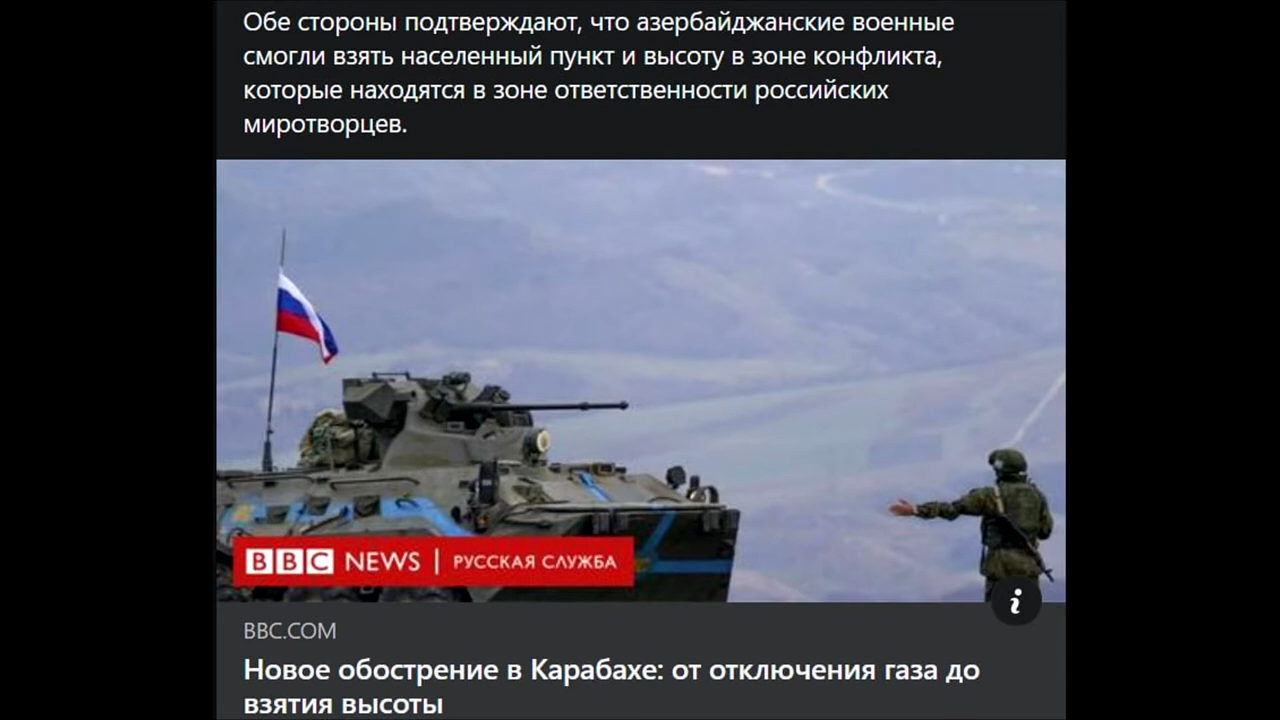 Обе стороны подтверждают, что азербайджанские военные
смогли взять населенный пункт и высоту в зоне конфликта,
которые находятся в зоне ответственности российских
миротворцев.
BBC NEWS | РУССКАЯ СЛУЖБА
i
BBC.COM
Новое обострение в Карабахе: от отключения газа до
взятия высоты